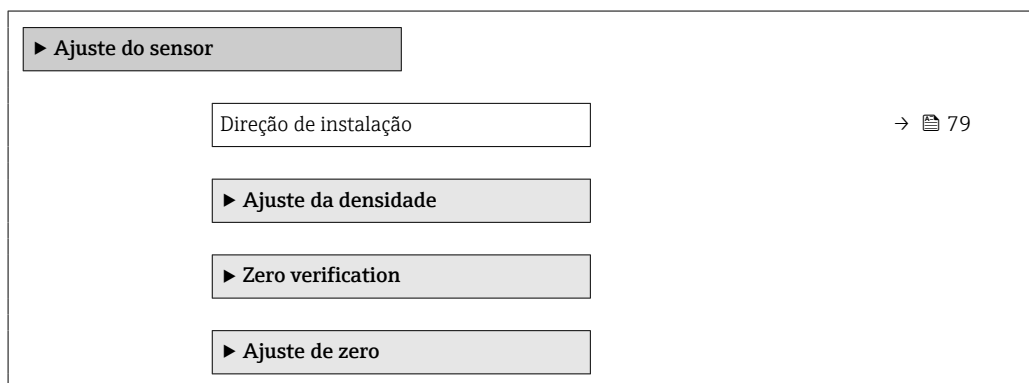 ▶ Ajuste do sensor
Direção de instalação → 79
▶ Ajuste da densidade
▶ Zero verification
▶ Ajuste de zero